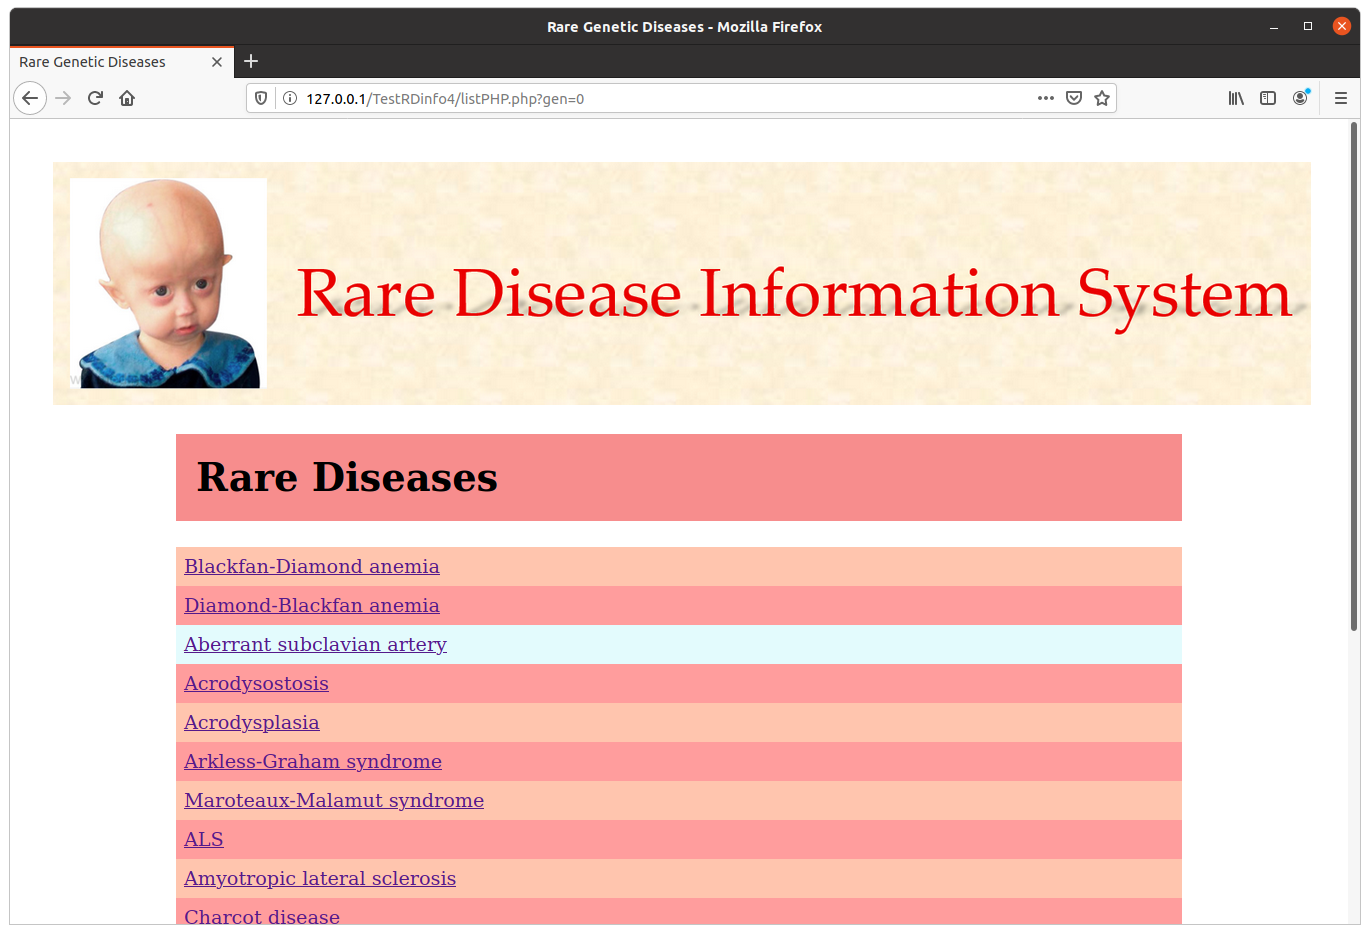 Rare Genetic Diseases - Mozilla Firefox
Rare Genetic Diseases
127.0.0.1/TestRDinfo4/listPHP.php?gen=0
Rare Disease Information System
Rare Diseases
Blackfan-Diamond anemia
Diamond-Blackfan anemia
Aberrant subclavian artery
Acrodysostosis
Acrodysplasia
Arkless-Graham syndrome
Maroteaux-Malamut syndrome
ALS
Amyotropic lateral sclerosis
Charcot disease